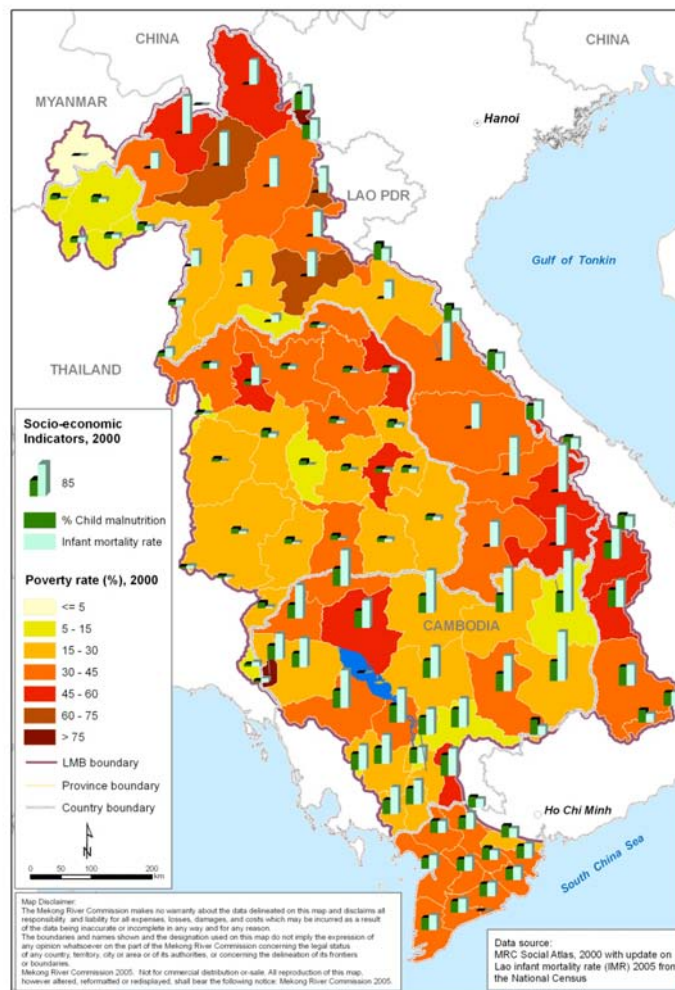 CHINA
CHINA
MYANMAR
Hanoi
LAO PDR
Gulf of Tonkin
THAILAND
Socio-economic
Indicators, 2000
85
% Child malnutrition
Infant mortality rate
Poverty rate (%), 2000
<= 5
5 - 15
15 - 30
30 - 45
45 - 60
60 - 75
> 75
LMB boundary
Province boundary
Country boundary
N
0 50 100 200
km
CAMBODIA
Ho Chi Minh
South China Sea
Map Disclaimer:
The Mekong River Commission makes no warranty about the data delineated on this map and disclaims all
responsibility and liability for all expenses, losses, damages, and costs which may be incurred as a result
of the data being inaccurate or incomplete in any way and for any reason.
The boundaries and names shown and the designation used on this map do not imply the expression of
any opinion whatsoever on the part of the Mekong River Commission concerning the legal status
of any country, territory, city or area or of its authorities, or concerning the delineation of its frontiers
or boundaries.
Mekong River Commission 2005. Not for commercial distribution or sale. All reproduction of this map,
however altered, reformatted or redisplayed, shall bear the following notice: Mekong River Commission 2005.
Data source:
MRC Social Atlas, 2000 with update on
Lao infant mortality rate (IMR) 2005 from
the National Census